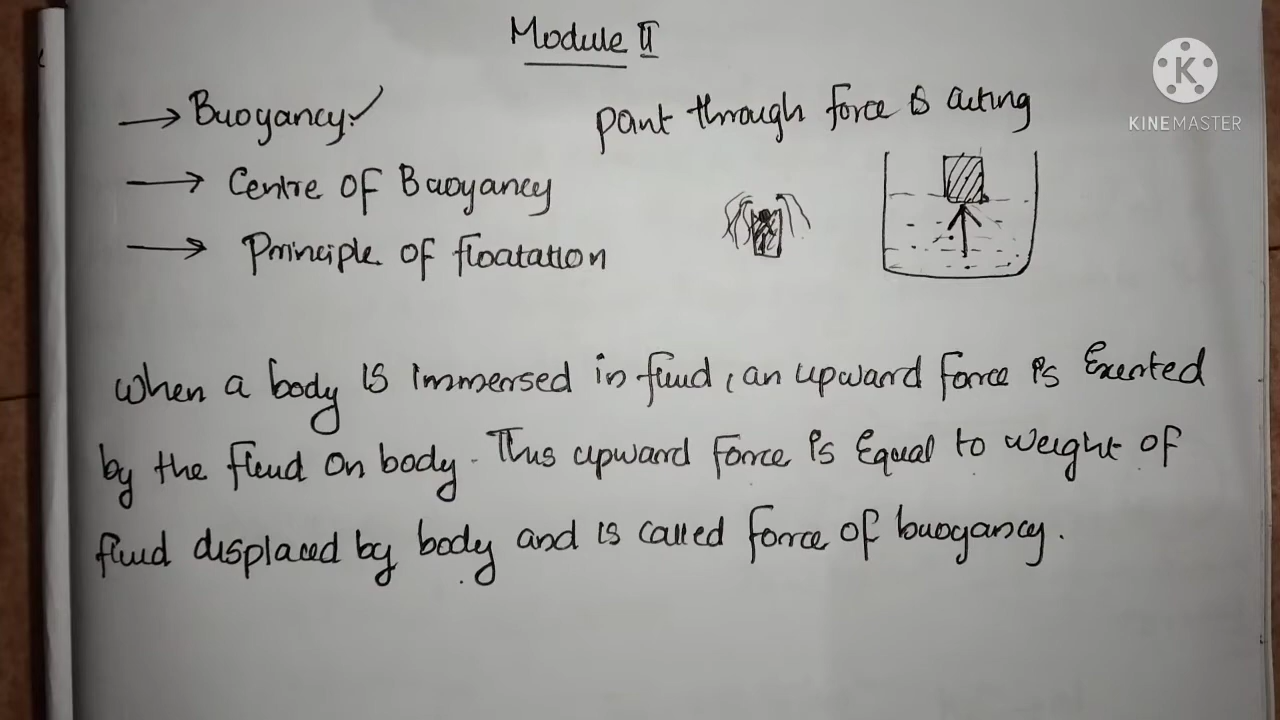 Module II
→ Buoyancy ✓
→ Centre of Buoyancy
→ Principle of floatation
point through force is acting
When a body is immersed in fluid, an upward force is Exerted
by the fluid on body. This upward force is Equal to weight of
fluid displaced by body and is called force of buoyancy.
K
KINEMASTER